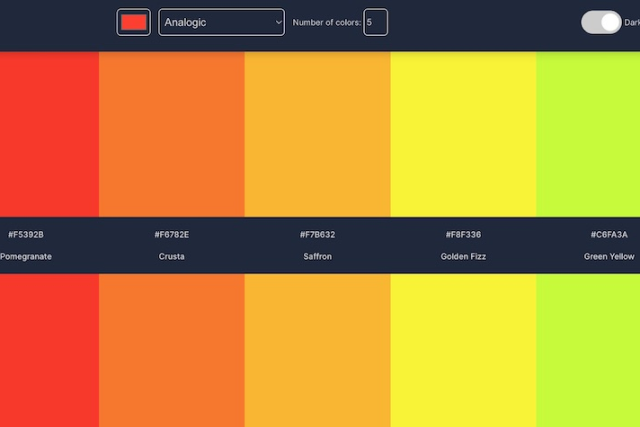 Analogic Number of colors: 5 Dark
#F5392B #F6782E #F7B632 #F8F336 #C6FA3A
Pomegranate Crusta Saffron Golden Fizz Green Yellow